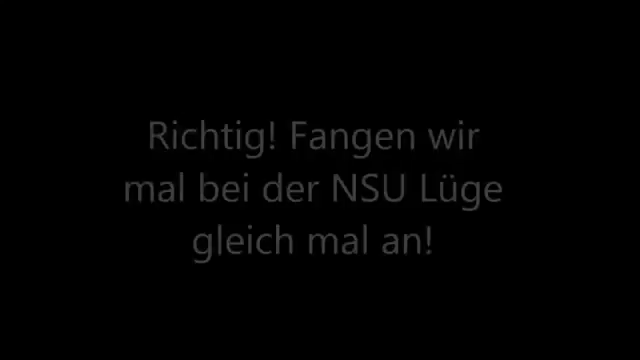 Richtig! Fangen wir
mal bei der NSU Lüge
gleich mal an!